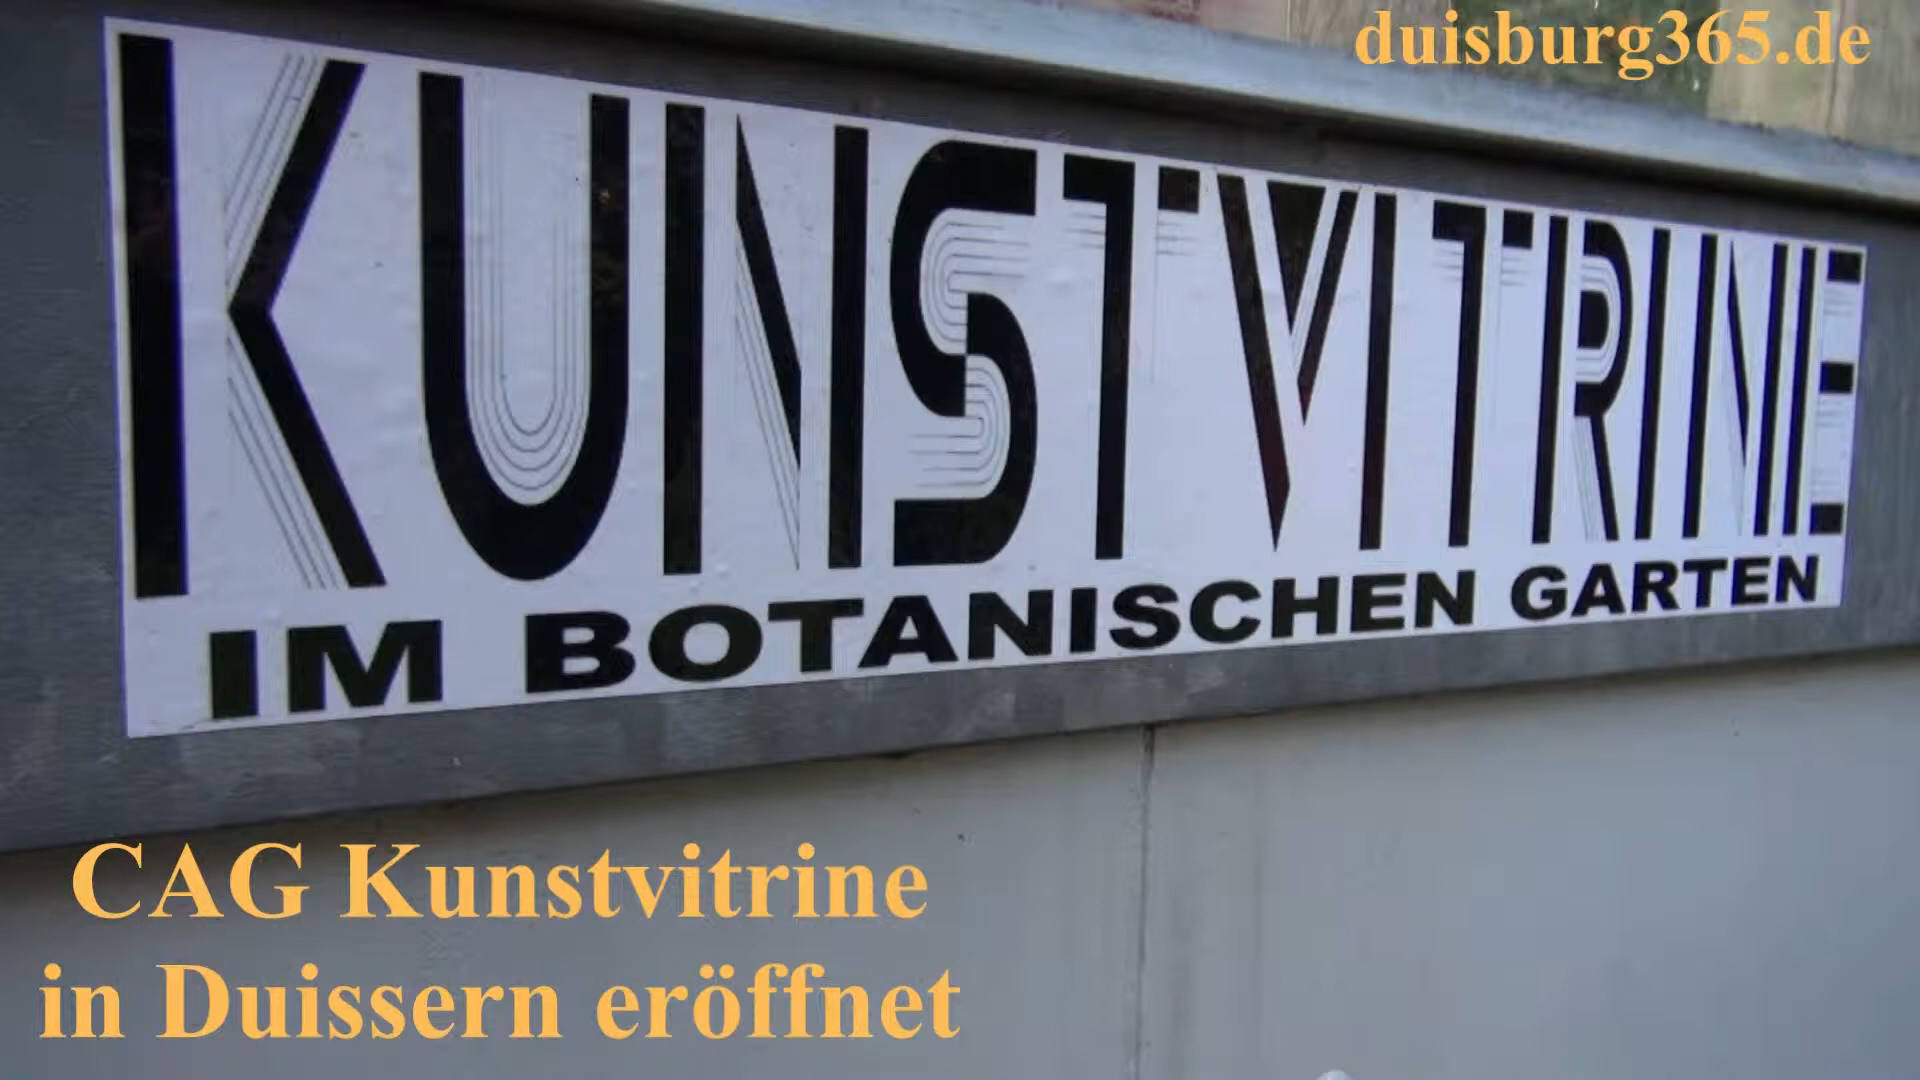 duisburg365.de
KUNSTVITRINE
IM BOTANISCHEN GARTEN
CAG Kunstvitrine
in Duissern eröffnet